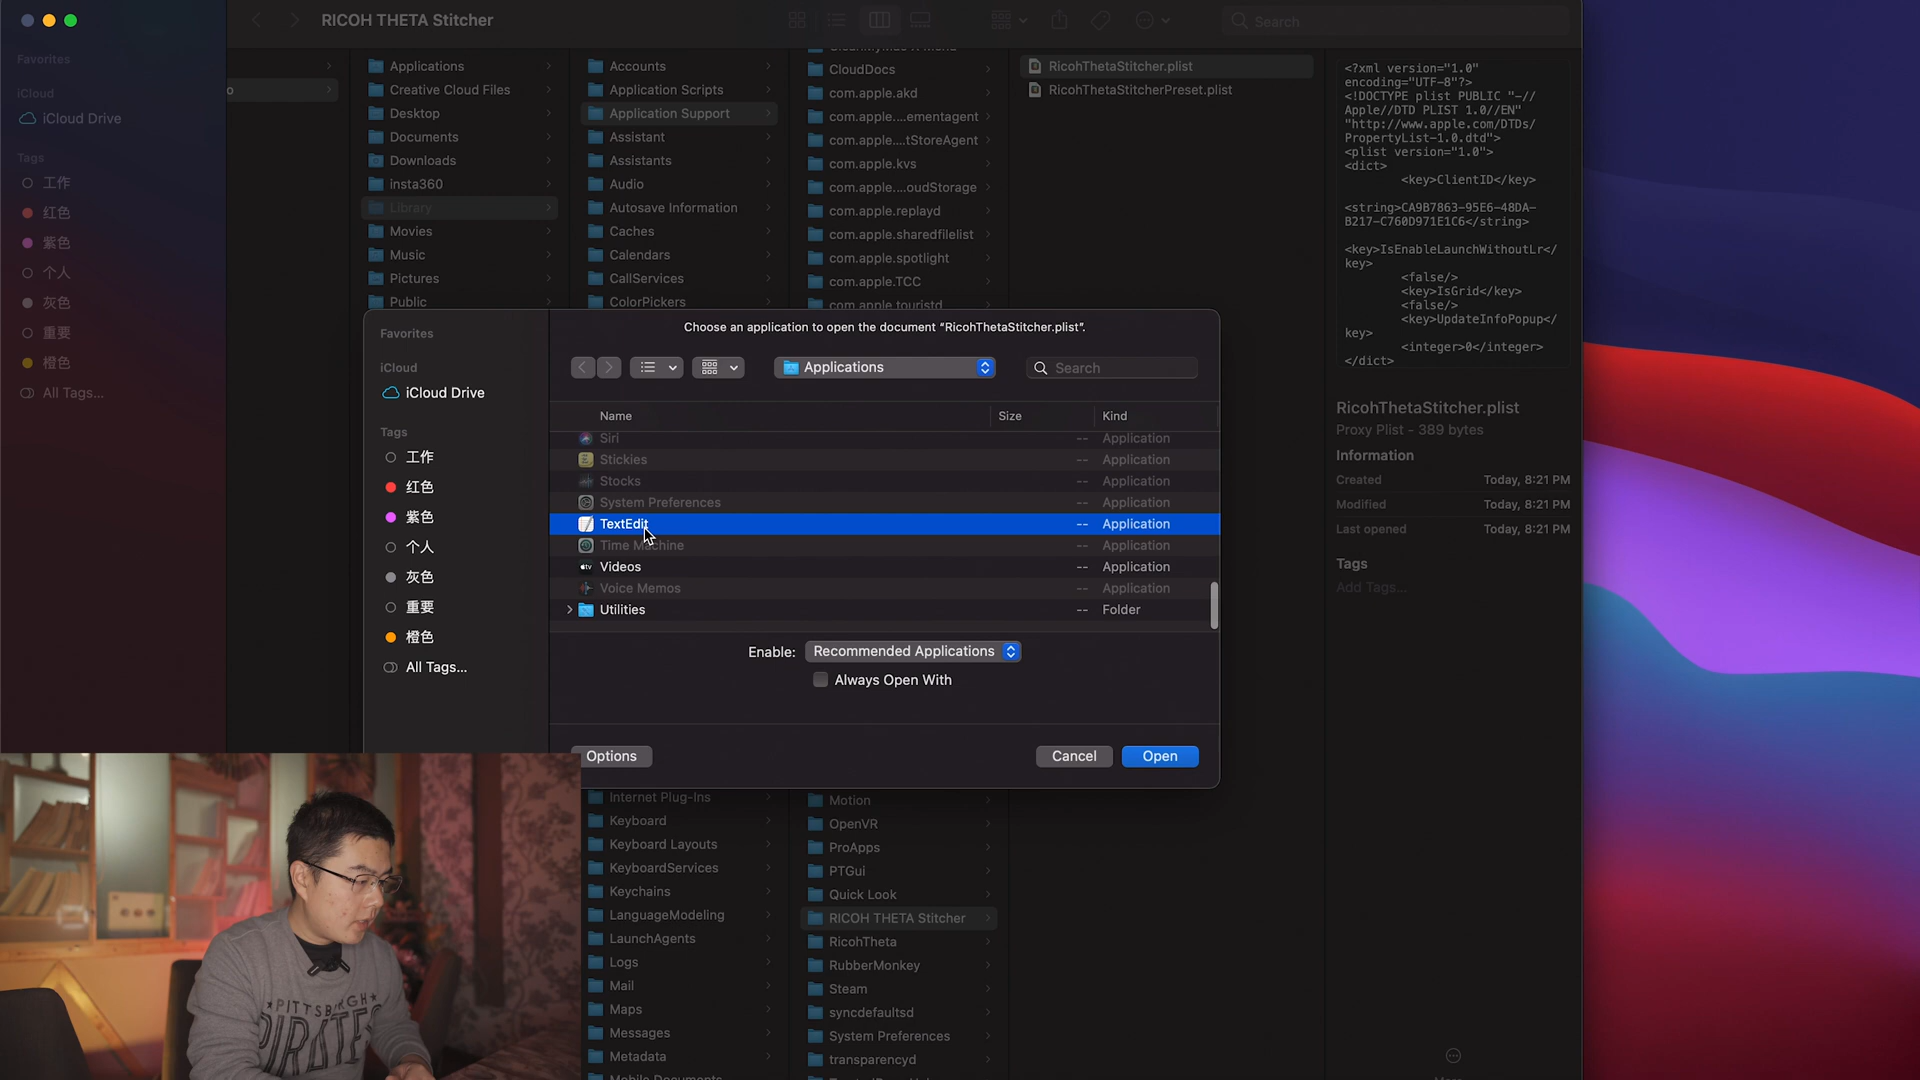 RICOH THETA Stitcher
Search
Favorites
iCloud
iCloud Drive
Tags
工作
红色
紫色
个人
灰色
重要
橙色
All Tags...
o
Applications
Creative Cloud Files
Desktop
Documents
Downloads
insta360
Library
Movies
Music
Pictures
Public
Accounts
Application Scripts
Application Support
Assistant
Assistants
Audio
Autosave Information
Caches
Calendars
CallServices
ColorPickers
CloudDocs
com.apple.akd
com.apple....ementagent
com.apple....tStoreAgent
com.apple.kvs
com.apple....oudStorage
com.apple.replayd
com.apple.sharedfilelist
com.apple.spotlight
com.apple.TCC
com.apple.touristd
RicohThetaStitcher.plist
RicohThetaStitcherPreset.plist
<?xml version="1.0"
encoding="UTF-8"?>
<!DOCTYPE plist PUBLIC "-//
Apple//DTD PLIST 1.0//EN"
"http://www.apple.com/DTDs/
PropertyList-1.0.dtd">
<plist version="1.0">
<dict>
<key>ClientID</key>
<string>CA9B7863-95E6-48DA-
B217-C760D971E1C6</string>
<key>IsEnableLaunchWithoutLr</
key>
<false/>
<key>IsGrid</key>
<false/>
<key>UpdateInfoPopup</
key>
<integer>0</integer>
</dict>
RicohThetaStitcher.plist
Proxy Plist - 389 bytes
Information
Created Today, 8:21 PM
Modified Today, 8:21 PM
Last opened Today, 8:21 PM
Tags
Add Tags...
Choose an application to open the document “RicohThetaStitcher.plist”.
Favorites
iCloud
iCloud Drive
Tags
工作
红色
紫色
个人
灰色
重要
橙色
All Tags...
Applications
Search
Name Size Kind
Siri -- Application
Stickies -- Application
Stocks -- Application
System Preferences -- Application
TextEdit -- Application
Time Machine -- Application
Videos -- Application
Voice Memos -- Application
Utilities -- Folder
Enable: Recommended Applications
Always Open With
Options
Cancel
Open
Internet Plug-Ins
Keyboard
Keyboard Layouts
KeyboardServices
Keychains
LanguageModeling
LaunchAgents
Logs
Mail
Maps
Messages
Metadata
Mobile Documents
Motion
OpenVR
ProApps
PTGui
Quick Look
RICOH THETA Stitcher
RicohTheta
RubberMonkey
Steam
syncdefaultsd
System Preferences
transparencyd
PITTSBURGH
PIRATES